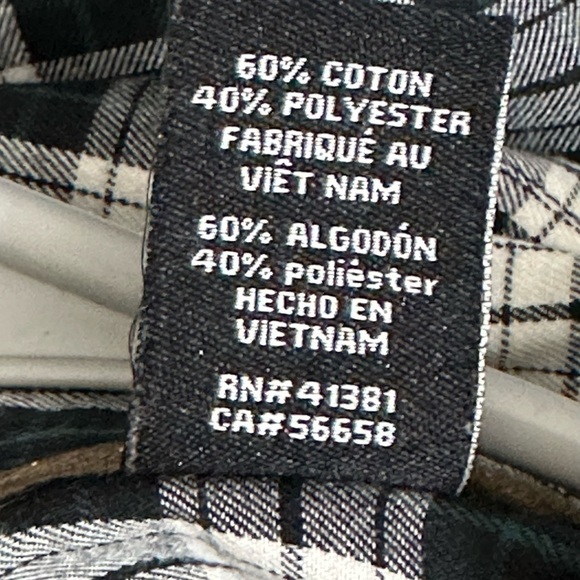 60% COTON
40% POLYESTER
FABRIQUÉ AU
VIÊT NAM
60% ALGODÓN
40% poliéster
HECHO EN
VIETNAM
RN#41381
CA#56658